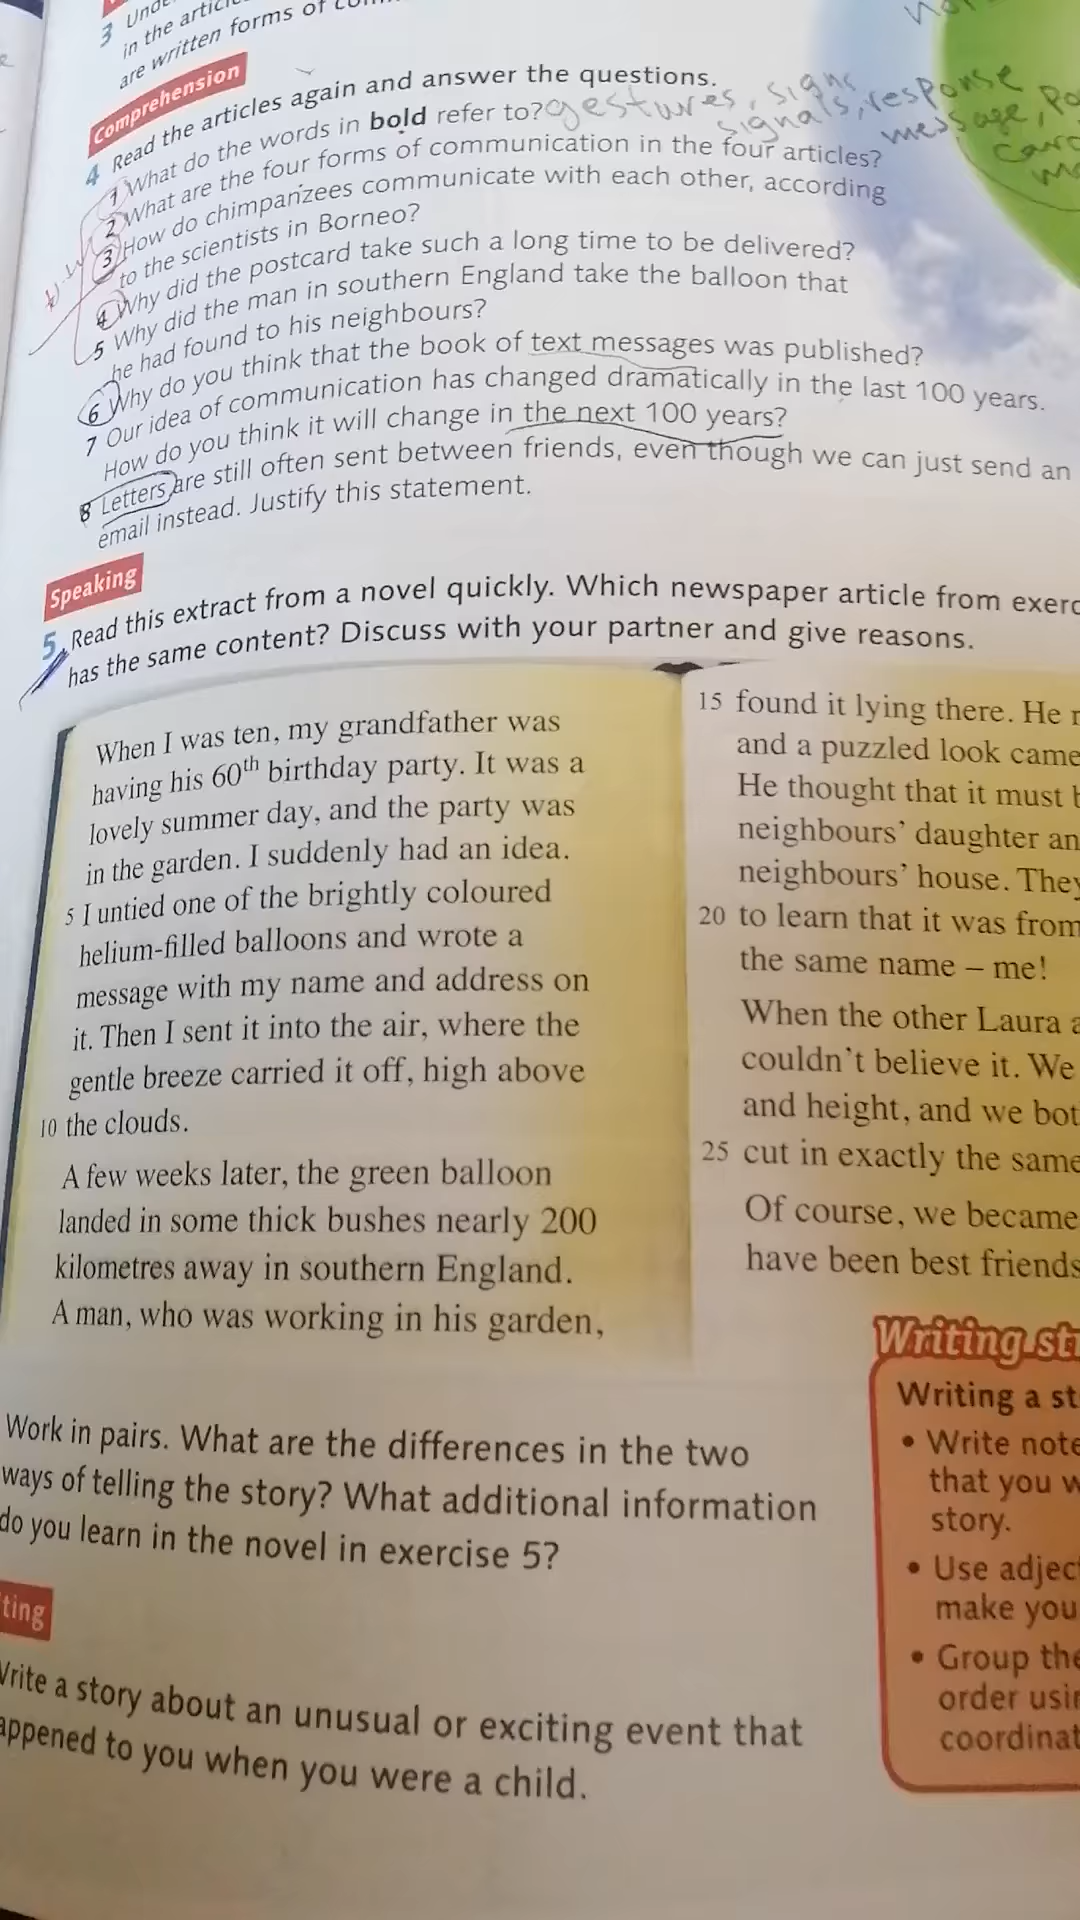 3 Unde
in the article
are written forms of com
Comprehension
4 Read the articles again and answer the questions.
1 What do the words in bold refer to? gestures, signs
signals, response
message, po
card
2 What are the four forms of communication in the four articles?
3 How do chimpanzees communicate with each other, according
to the scientists in Borneo?
4 Why did the postcard take such a long time to be delivered?
5 Why did the man in southern England take the balloon that
he had found to his neighbours?
6 Why do you think that the book of text messages was published?
7 Our idea of communication has changed dramatically in the last 100 years.
How do you think it will change in the next 100 years?
8 Letters are still often sent between friends, even though we can just send an
email instead. Justify this statement.
Speaking
5 Read this extract from a novel quickly. Which newspaper article from exerc
has the same content? Discuss with your partner and give reasons.
When I was ten, my grandfather was
having his 60th birthday party. It was a
lovely summer day, and the party was
in the garden. I suddenly had an idea.
5 I untied one of the brightly coloured
helium-filled balloons and wrote a
message with my name and address on
it. Then I sent it into the air, where the
gentle breeze carried it off, high above
10 the clouds.
A few weeks later, the green balloon
landed in some thick bushes nearly 200
kilometres away in southern England.
A man, who was working in his garden,
15 found it lying there. He r
and a puzzled look came
He thought that it must b
neighbours' daughter an
neighbours' house. They
20 to learn that it was from
the same name – me!
When the other Laura a
couldn't believe it. We
and height, and we bot
25 cut in exactly the same
Of course, we became
have been best friends
Work in pairs. What are the differences in the two
ways of telling the story? What additional information
do you learn in the novel in exercise 5?
ting
Write a story about an unusual or exciting event that
appened to you when you were a child.
Writing str
Writing a st
• Write note
that you w
story.
• Use adject
make you
• Group the
order usin
coordinat